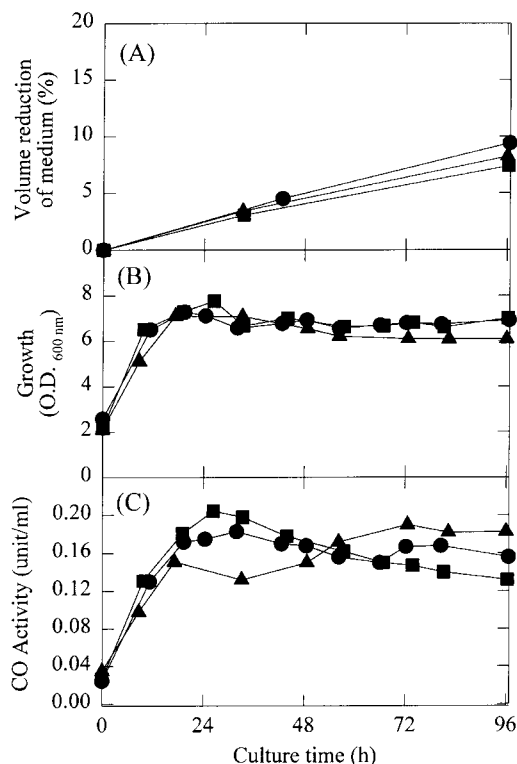 (A)
20
15
10
5
0
Volume reduction
of medium (%)
(B)
8
6
4
2
0
Growth
(O.D. 600 nm)
(C)
0.20
0.16
0.12
0.08
0.04
0.00
CO Activity (unit/ml)
0 24 48 72 96
Culture time (h)